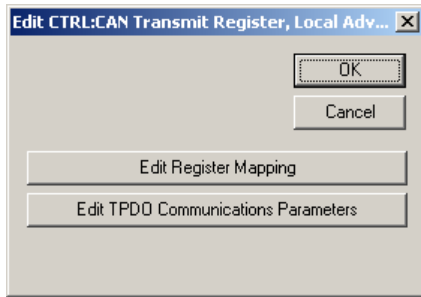 Edit CTRL:CAN Transmit Register, Local Adv...
OK
Cancel
Edit Register Mapping
Edit TPDO Communications Parameters